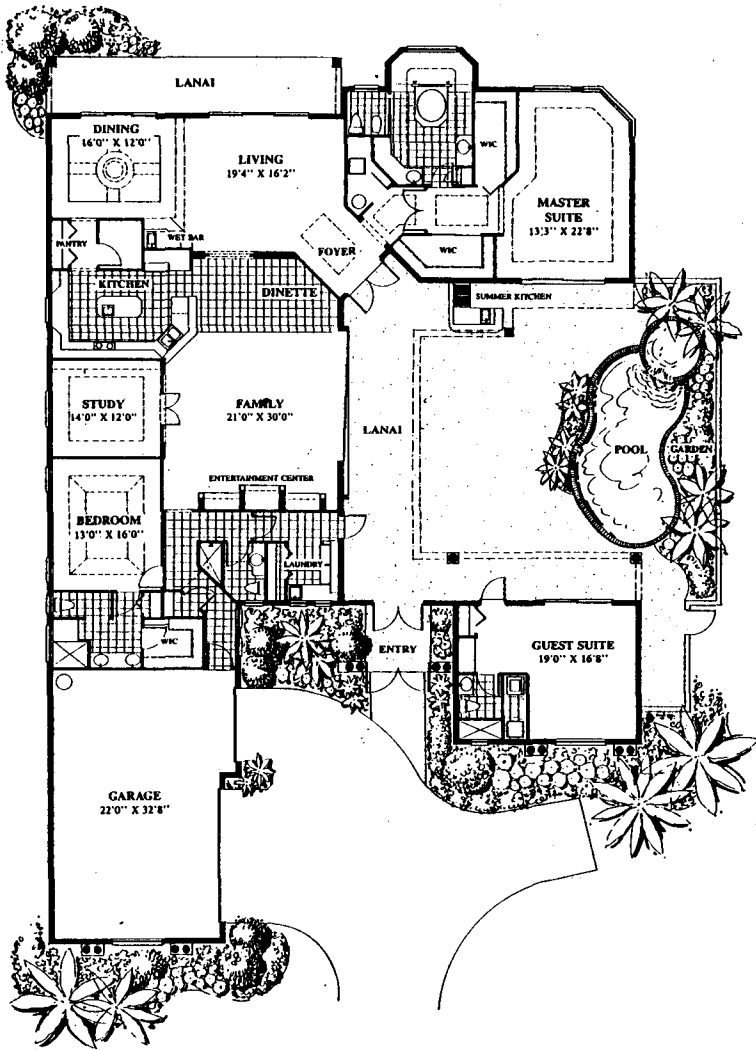 LANAI
DINING
16'0" X 12'0"
LIVING
19'4" X 16'2"
WIC
MASTER
SUITE
13'3" X 22'8"
PANTRY
WET BAR
FOYER
WIC
KITCHEN
DINETTE
SUMMER KITCHEN
STUDY
14'0" X 12'0"
FAMILY
21'0" X 30'0"
LANAI
POOL
GARDEN
ENTERTAINMENT CENTER
BEDROOM
13'0" X 16'0"
LAUNDRY
WIC
ENTRY
GUEST SUITE
19'0" X 16'8"
GARAGE
22'0" X 32'8"